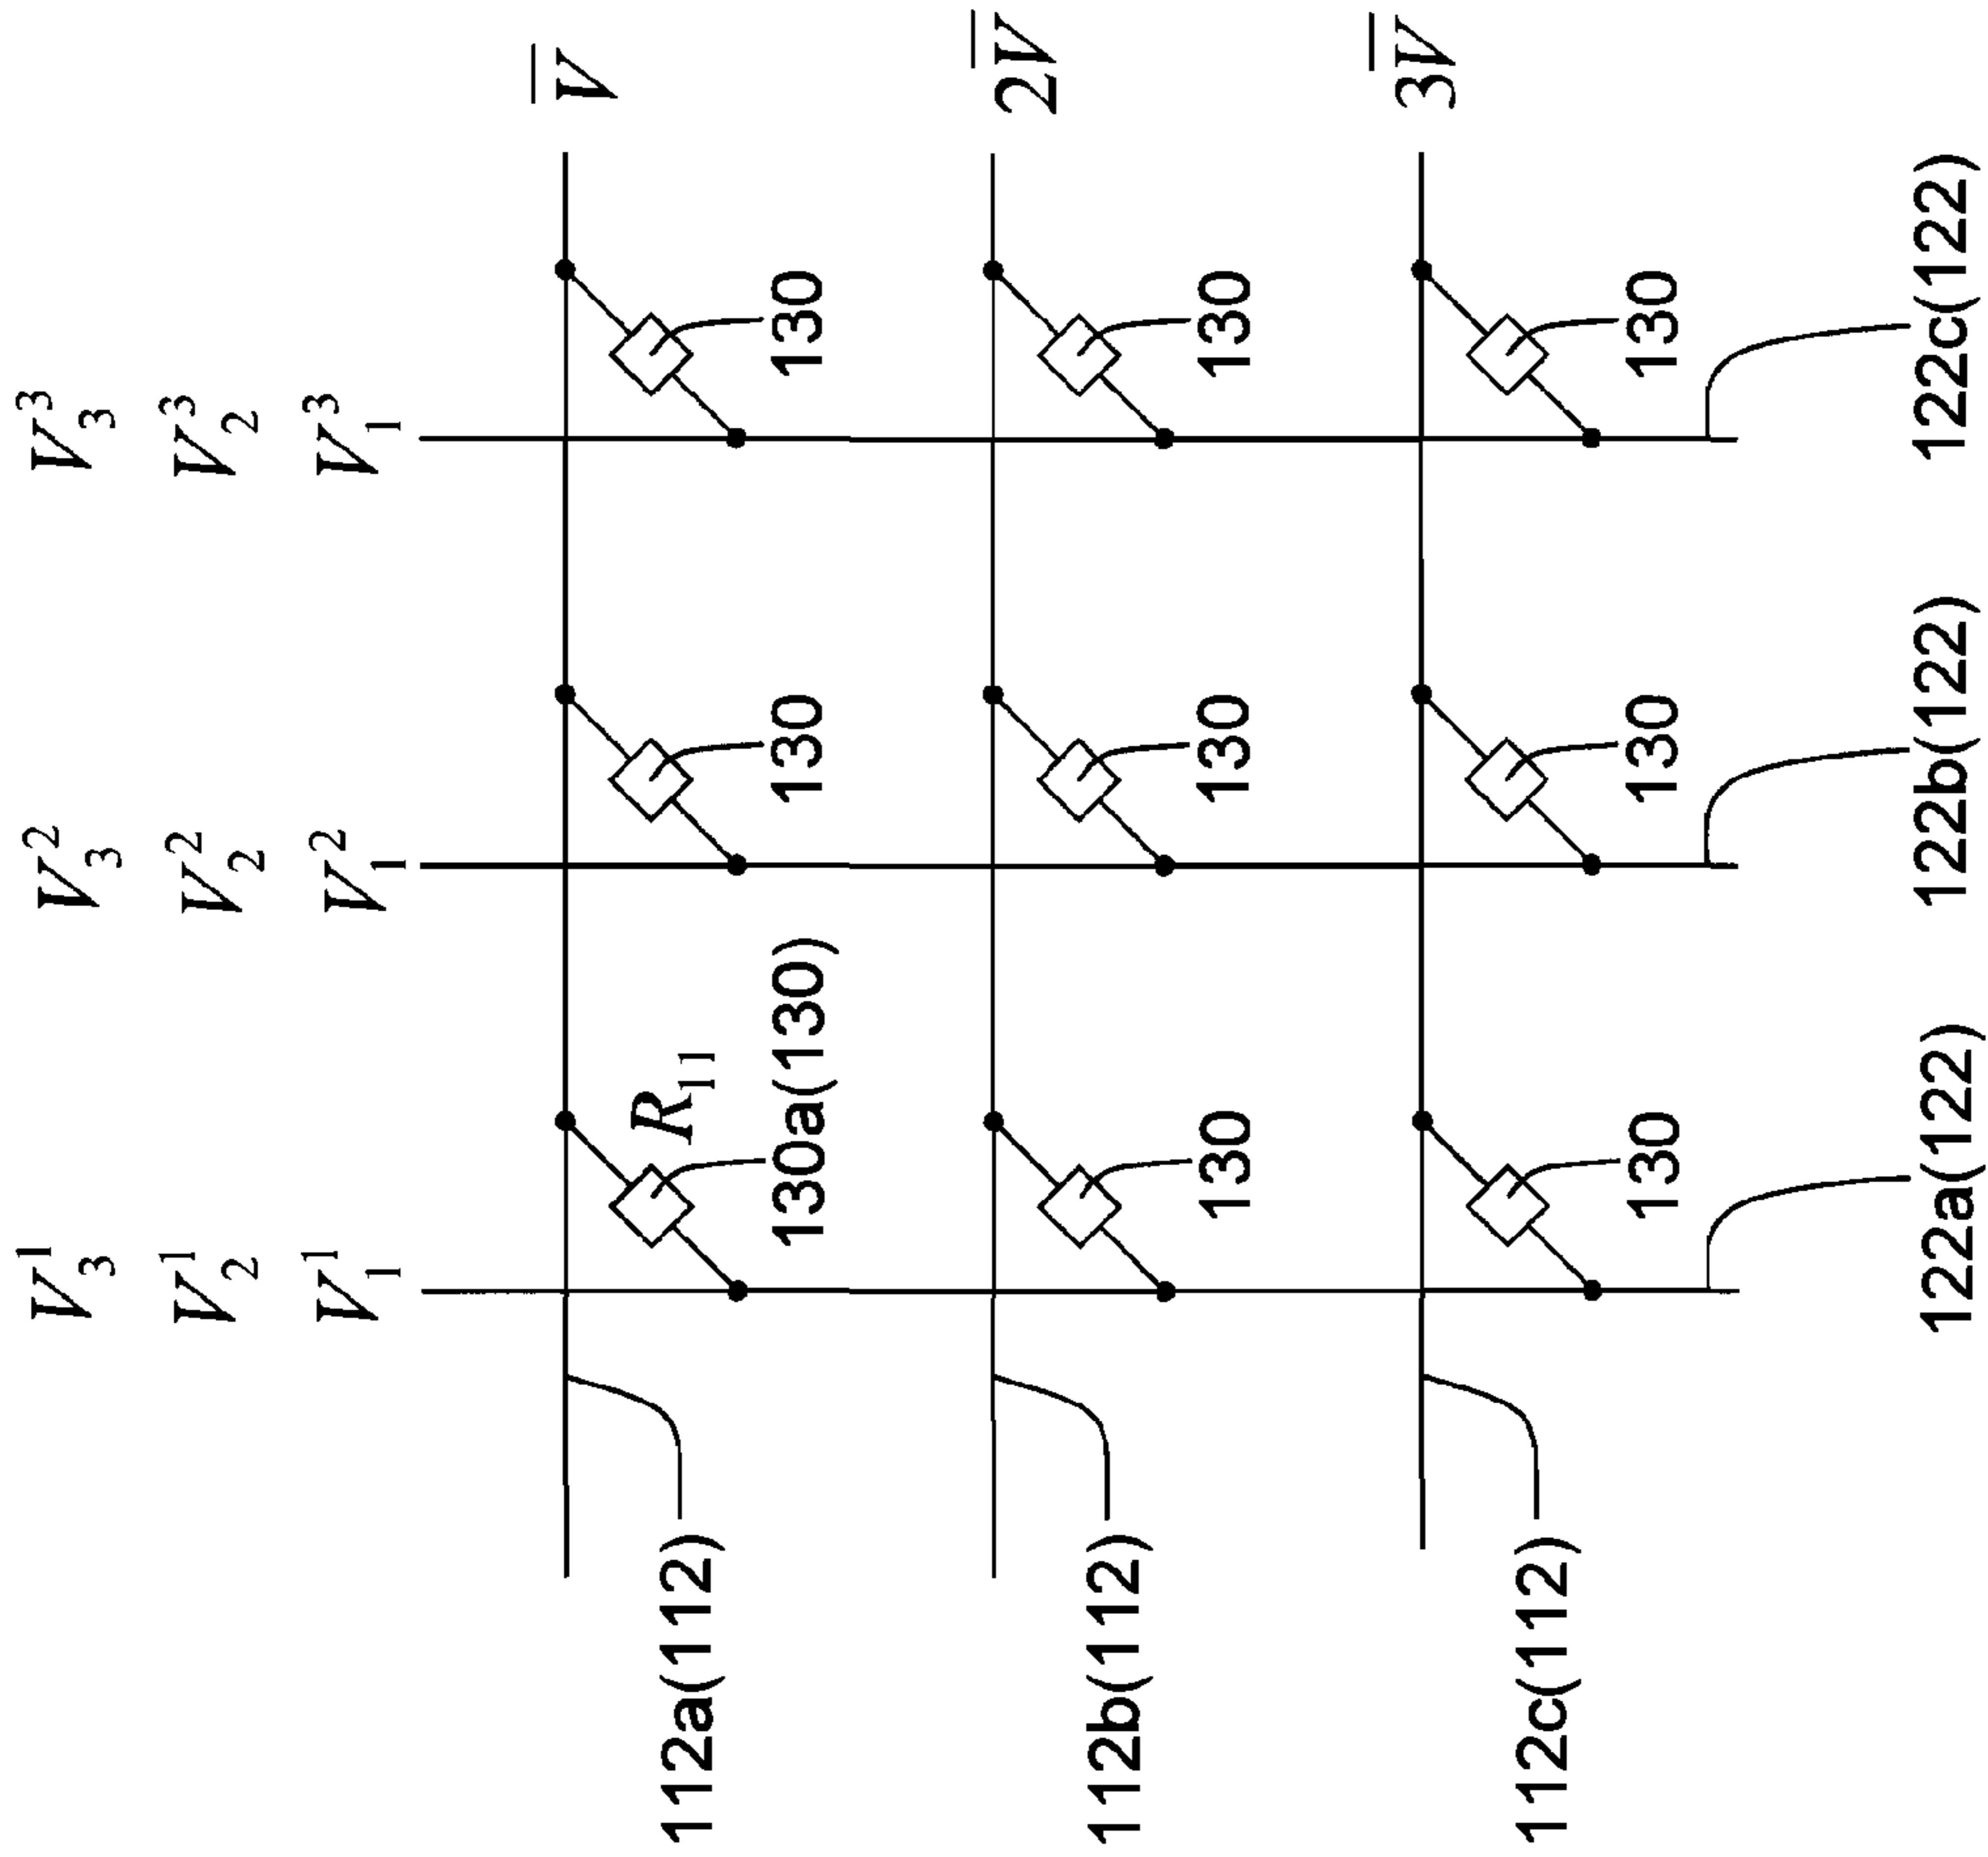 V₃¹ V₃² V₃³
V₂¹ V₂² V₂³
V₁¹ V₁² V₁³
V̅
R₁₁
112a(112)
130a(130) 130 130
2V̅
112b(112)
130 130 130
3V̅
112c(112)
130 130 130
122a(122) 122b(122) 122c(122)